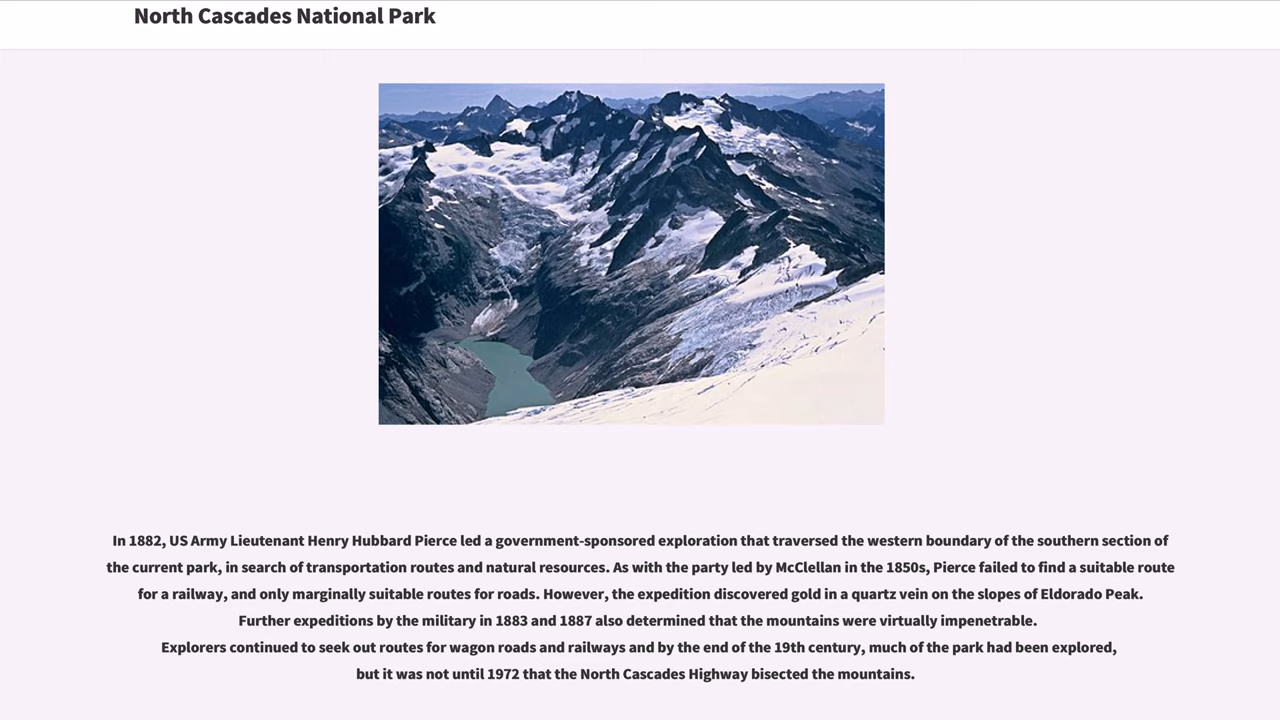 North Cascades National Park
In 1882, US Army Lieutenant Henry Hubbard Pierce led a government-sponsored exploration that traversed the western boundary of the southern section of
the current park, in search of transportation routes and natural resources. As with the party led by McClellan in the 1850s, Pierce failed to find a suitable route
for a railway, and only marginally suitable routes for roads. However, the expedition discovered gold in a quartz vein on the slopes of Eldorado Peak.
Further expeditions by the military in 1883 and 1887 also determined that the mountains were virtually impenetrable.
Explorers continued to seek out routes for wagon roads and railways and by the end of the 19th century, much of the park had been explored,
but it was not until 1972 that the North Cascades Highway bisected the mountains.